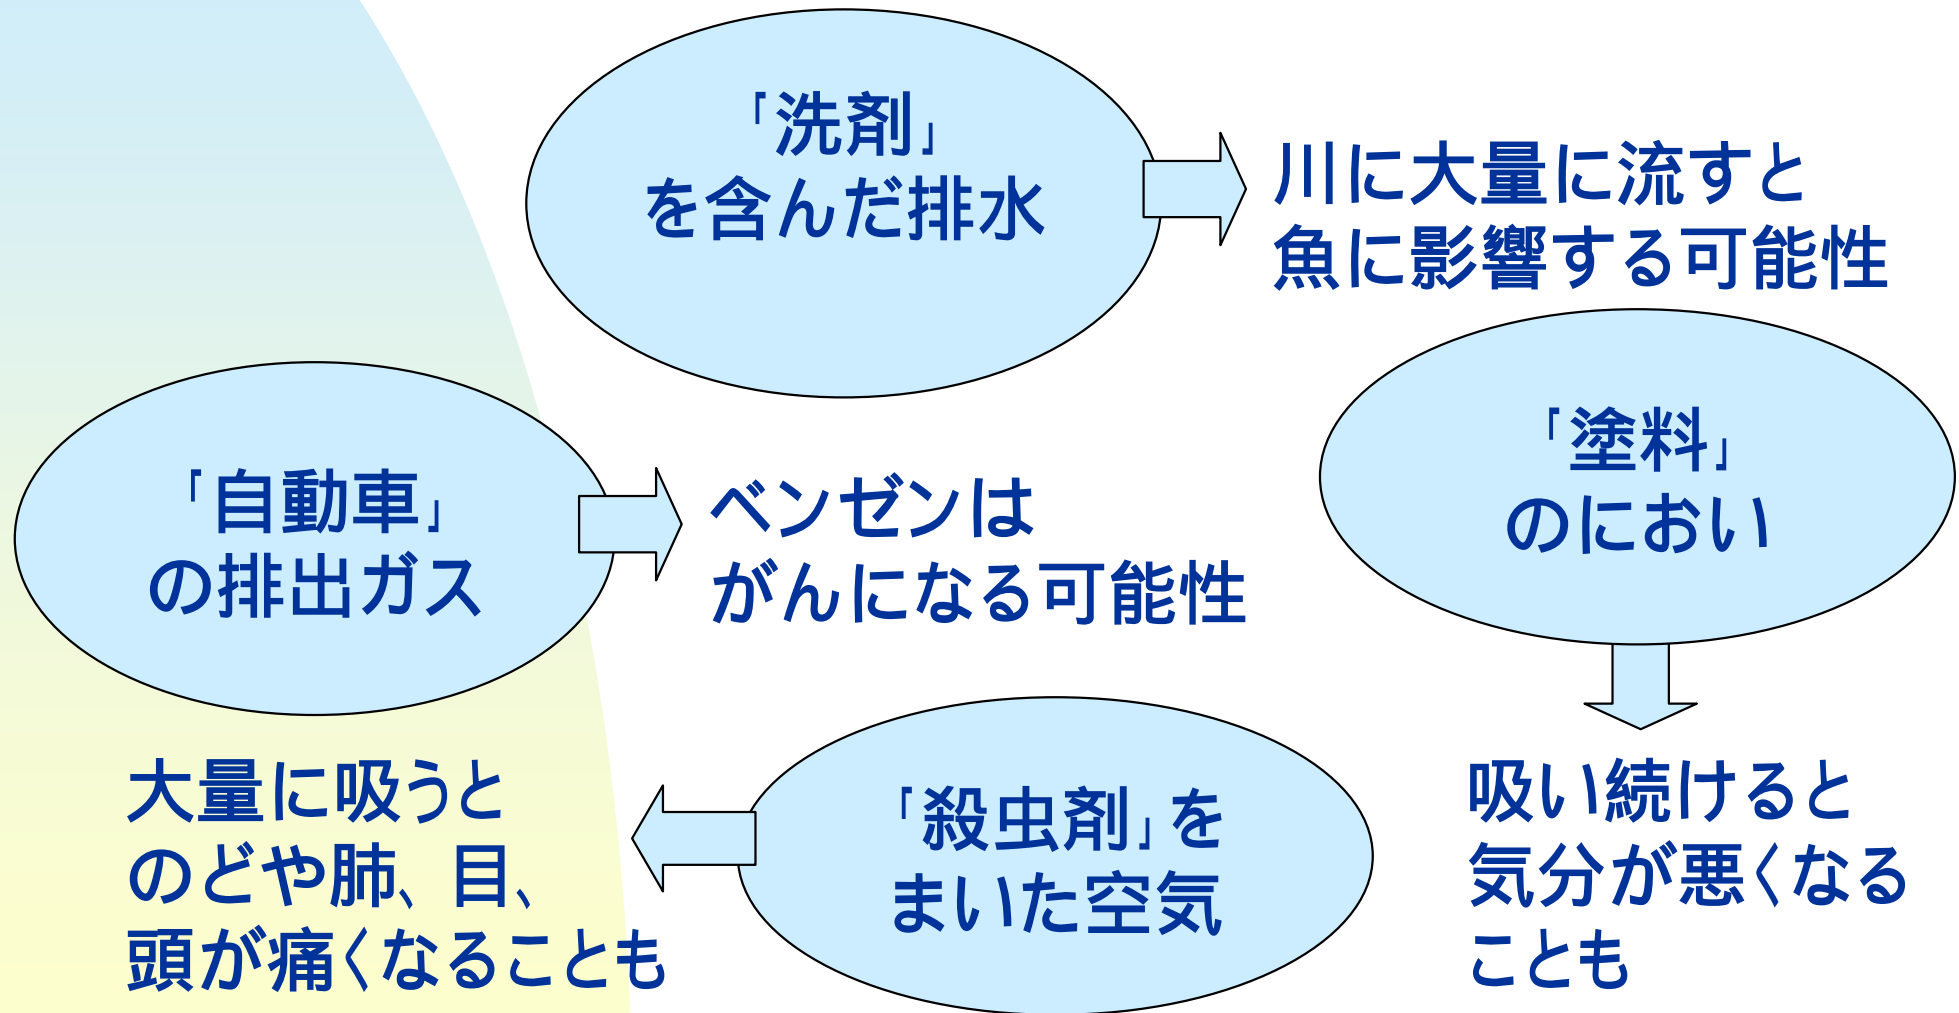 「洗剤」
を含んだ排水
川に大量に流すと
魚に影響する可能性
「自動車」
の排出ガス
ベンゼンは
がんになる可能性
「塗料」
のにおい
吸い続けると
気分が悪くなる
ことも
「殺虫剤」を
まいた空気
大量に吸うと
のどや肺、目、
頭が痛くなることも